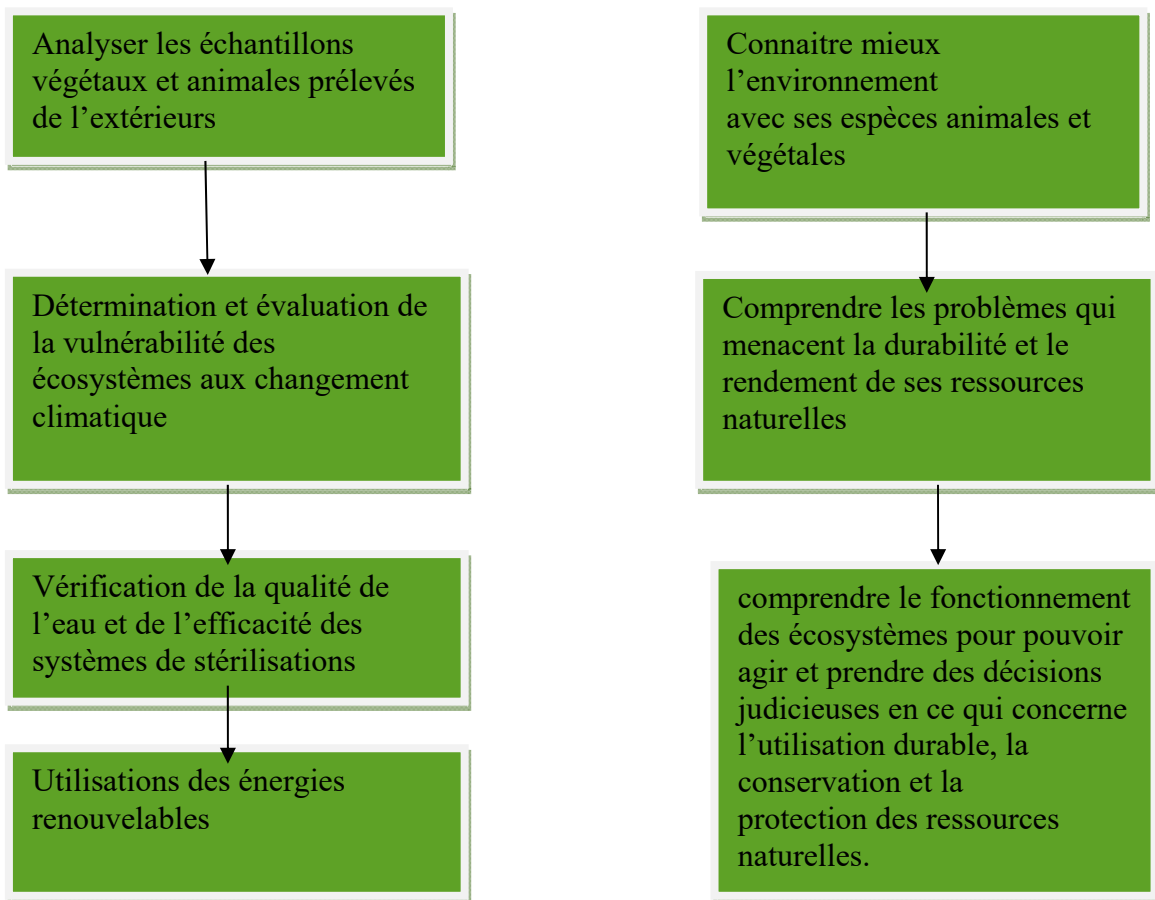 Analyser les échantillons
végétaux et animales prélevés
de l’extérieurs
Détermination et évaluation de
la vulnérabilité des
écosystèmes aux changement
climatique
Vérification de la qualité de
l’eau et de l’efficacité des
systèmes de stérilisations
Utilisations des énergies
renouvelables
Connaitre mieux
l’environnement
avec ses espèces animales et
végétales
Comprendre les problèmes qui
menacent la durabilité et le
rendement de ses ressources
naturelles
comprendre le fonctionnement
des écosystèmes pour pouvoir
agir et prendre des décisions
judicieuses en ce qui concerne
l’utilisation durable, la
conservation et la
protection des ressources
naturelles.